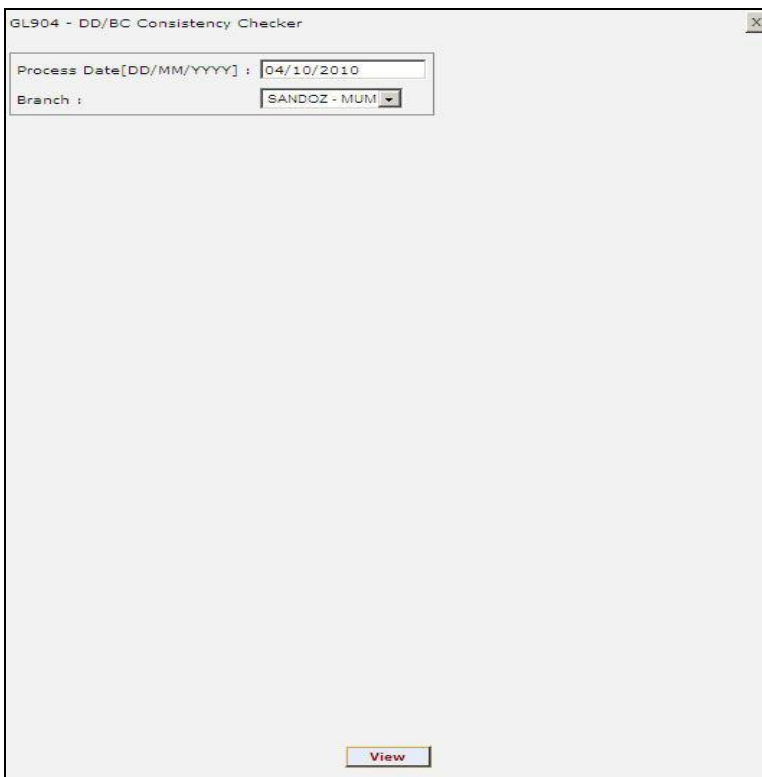 GL904 - DD/BC Consistency Checker
X
Process Date[DD/MM/YYYY] : 04/10/2010
Branch : SANDOZ - MUM
View